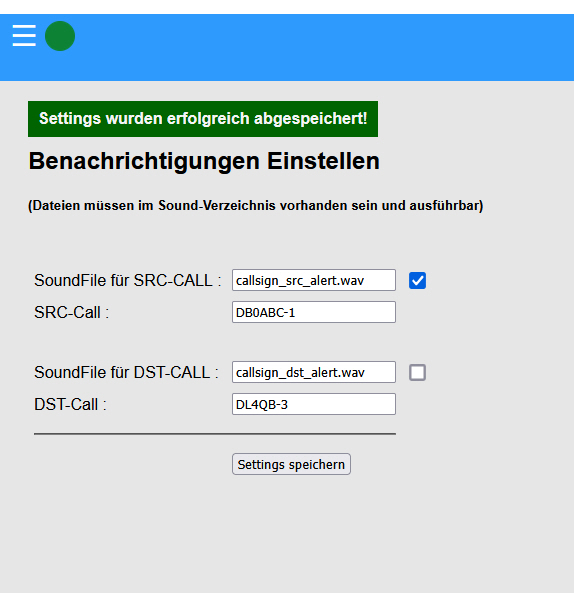 Settings wurden erfolgreich abgespeichert!
Benachrichtigungen Einstellen
(Dateien müssen im Sound-Verzeichnis vorhanden sein und ausführbar)
SoundFile für SRC-CALL : callsign_src_alert.wav
SRC-Call : DB0ABC-1
SoundFile für DST-CALL : callsign_dst_alert.wav
DST-Call : DL4QB-3
Settings speichern